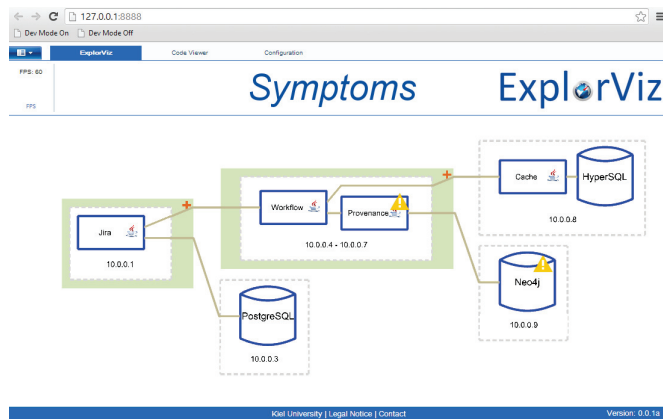 127.0.0.1:8888
Dev Mode On Dev Mode Off
ExplorViz Code Viewer Configuration
FPS: 60
FPS
Symptoms
ExplorViz
Cache
HyperSQL
10.0.0.8
Workflow
Provenance
10.0.0.4 - 10.0.0.7
Jira
10.0.0.1
Neo4j
10.0.0.9
PostgreSQL
10.0.0.3
Kiel University | Legal Notice | Contact
Version: 0.0.1a